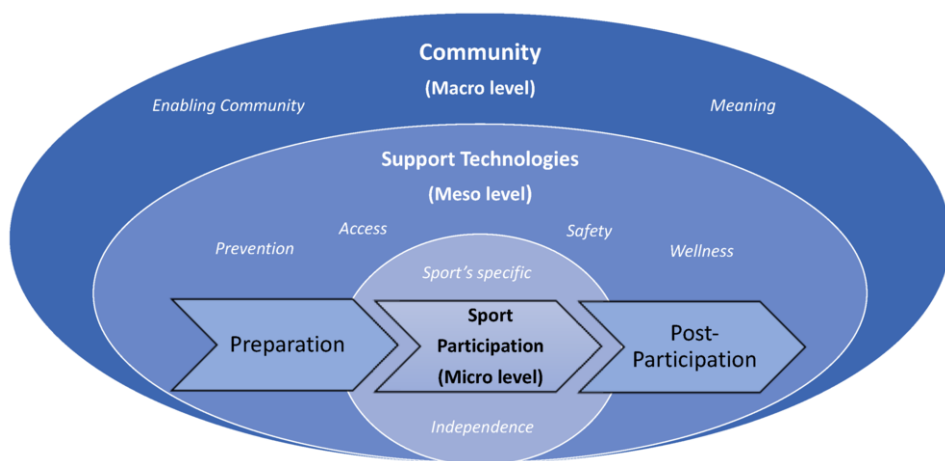 Community
(Macro level)
Enabling Community
Meaning
Support Technologies
(Meso level)
Prevention
Access
Safety
Wellness
Sport's specific
Preparation
Sport
Participation
(Micro level)
Post-
Participation
Independence